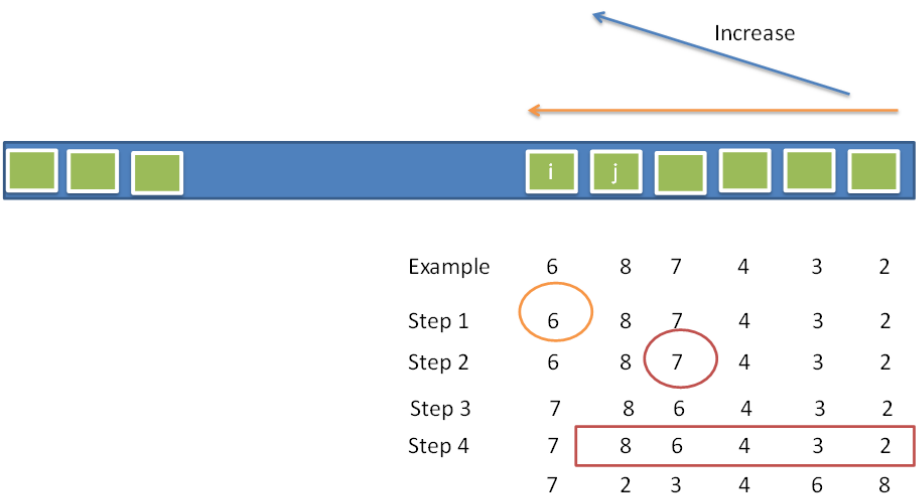 Increase
i j
Example 6 8 7 4 3 2
Step 1 6 8 7 4 3 2
Step 2 6 8 7 4 3 2
Step 3 7 8 6 4 3 2
Step 4 7 8 6 4 3 2
7 2 3 4 6 8